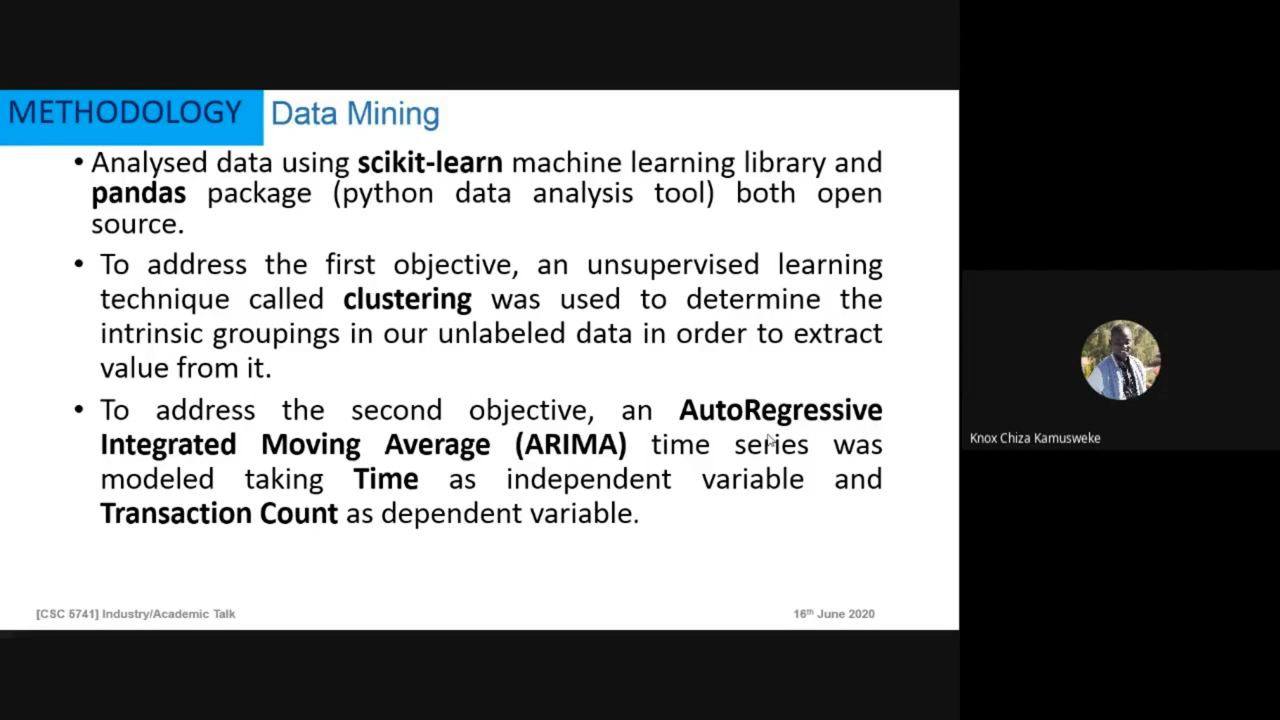 METHODOLOGY Data Mining
• Analysed data using scikit-learn machine learning library and
pandas package (python data analysis tool) both open
source.
• To address the first objective, an unsupervised learning
technique called clustering was used to determine the
intrinsic groupings in our unlabeled data in order to extract
value from it.
• To address the second objective, an AutoRegressive
Integrated Moving Average (ARIMA) time series was
modeled taking Time as independent variable and
Transaction Count as dependent variable.
[CSC 5741] Industry/Academic Talk 16th June 2020
Knox Chiza Kamusweke